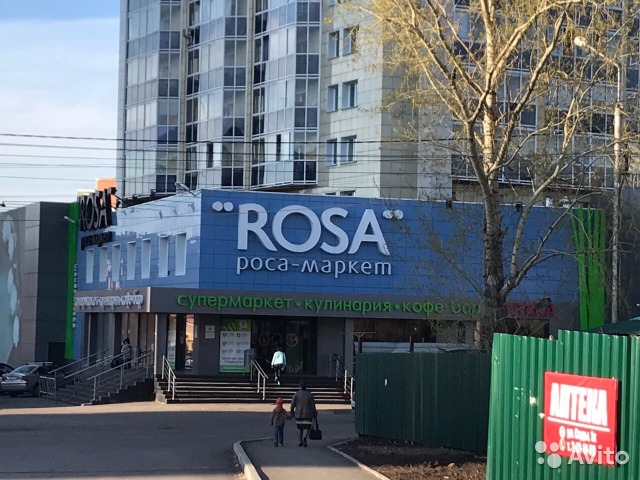 "ROSA"
роса-маркет
супермаркет•кулинария•кофе-бар
ROSA
АПТЕКА
Avito